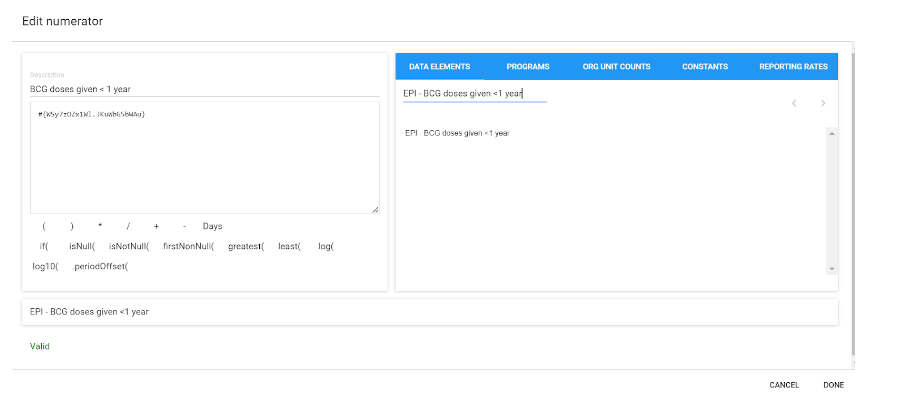 Edit numerator
Description
BCG doses given < 1 year
DATA ELEMENTS PROGRAMS ORG UNIT COUNTS CONSTANTS REPORTING RATES
EPI - BCG doses given <1 year
EPI - BCG doses given <1 year
( ) * / + - Days
if( isNull( isNotNull( firstNonNull( greatest( least( log(
log10( .periodOffset(
EPI - BCG doses given <1 year
Valid
CANCEL DONE